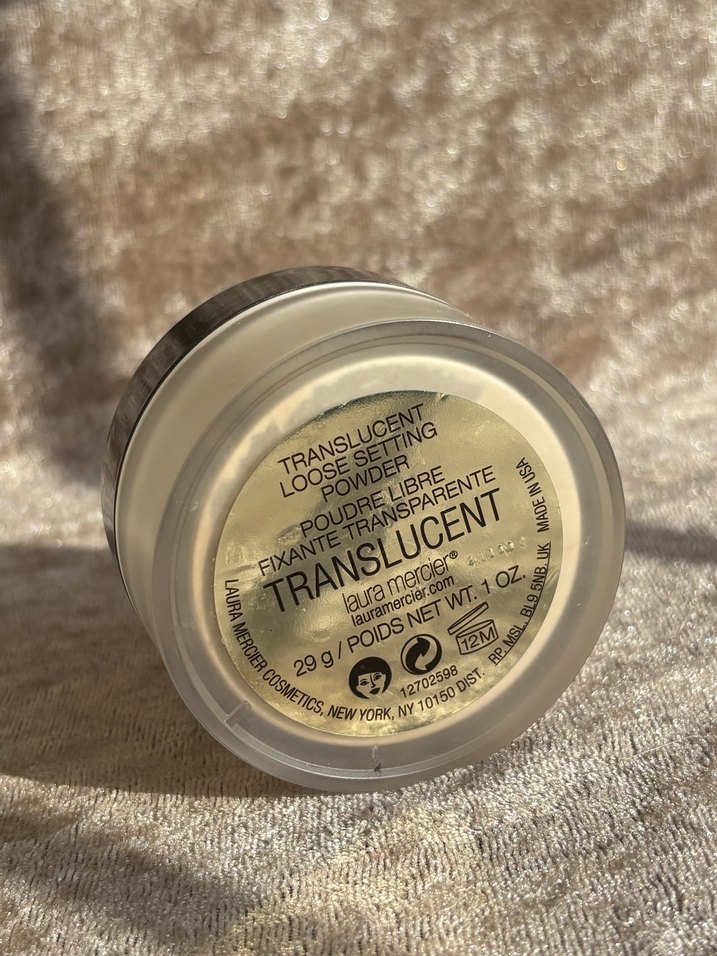 TRANSLUCENT
LOOSE SETTING
POWDER
POUDRE LIBRE
FIXANTE TRANSPARENTE
TRANSLUCENT
laura mercier®
lauramercier.com
29 g / POIDS NET WT. 1 OZ.
12M
12702598
LAURA MERCIER COSMETICS, NEW YORK, NY 10150 DIST. RP. MSL. BL9 5NB. UK MADE IN USA